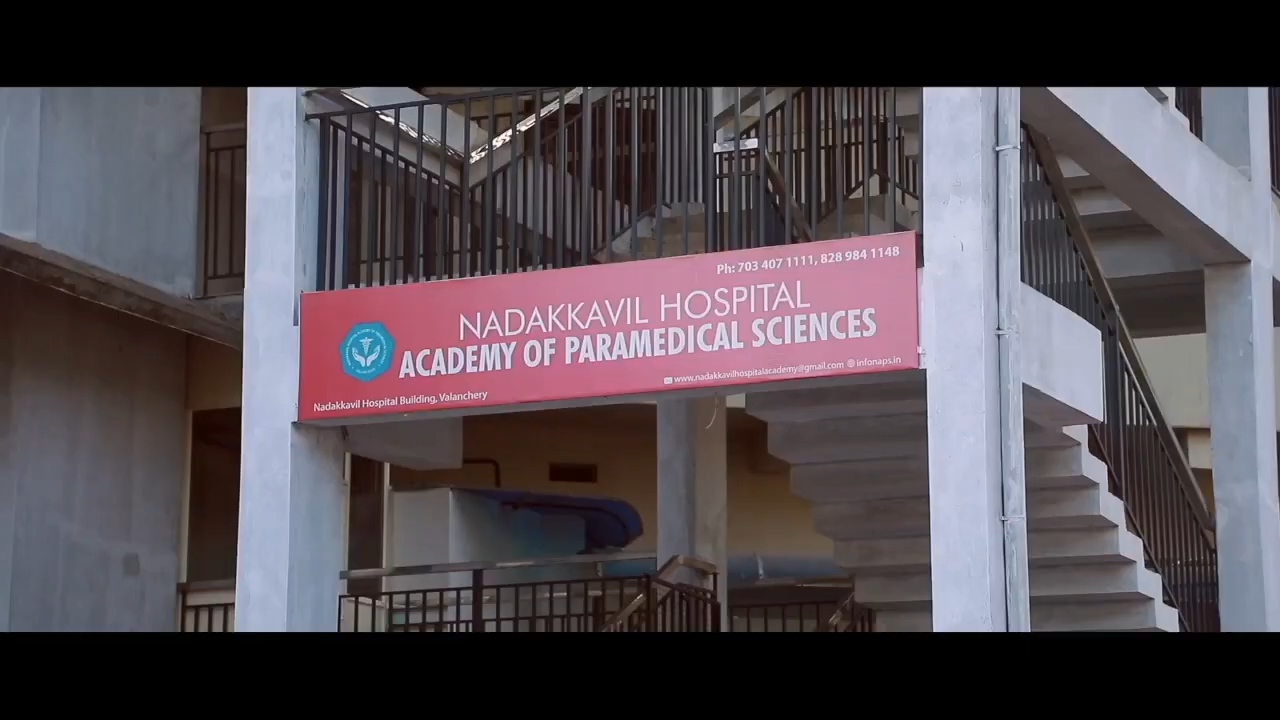 Ph: 703 407 1111, 828 984 1148
NADAKKAVIL HOSPITAL
ACADEMY OF PARAMEDICAL SCIENCES
www.nadakkavilhospitalacademy@gmail.com infonaps.in
Nadakkavil Hospital Building, Valanchery